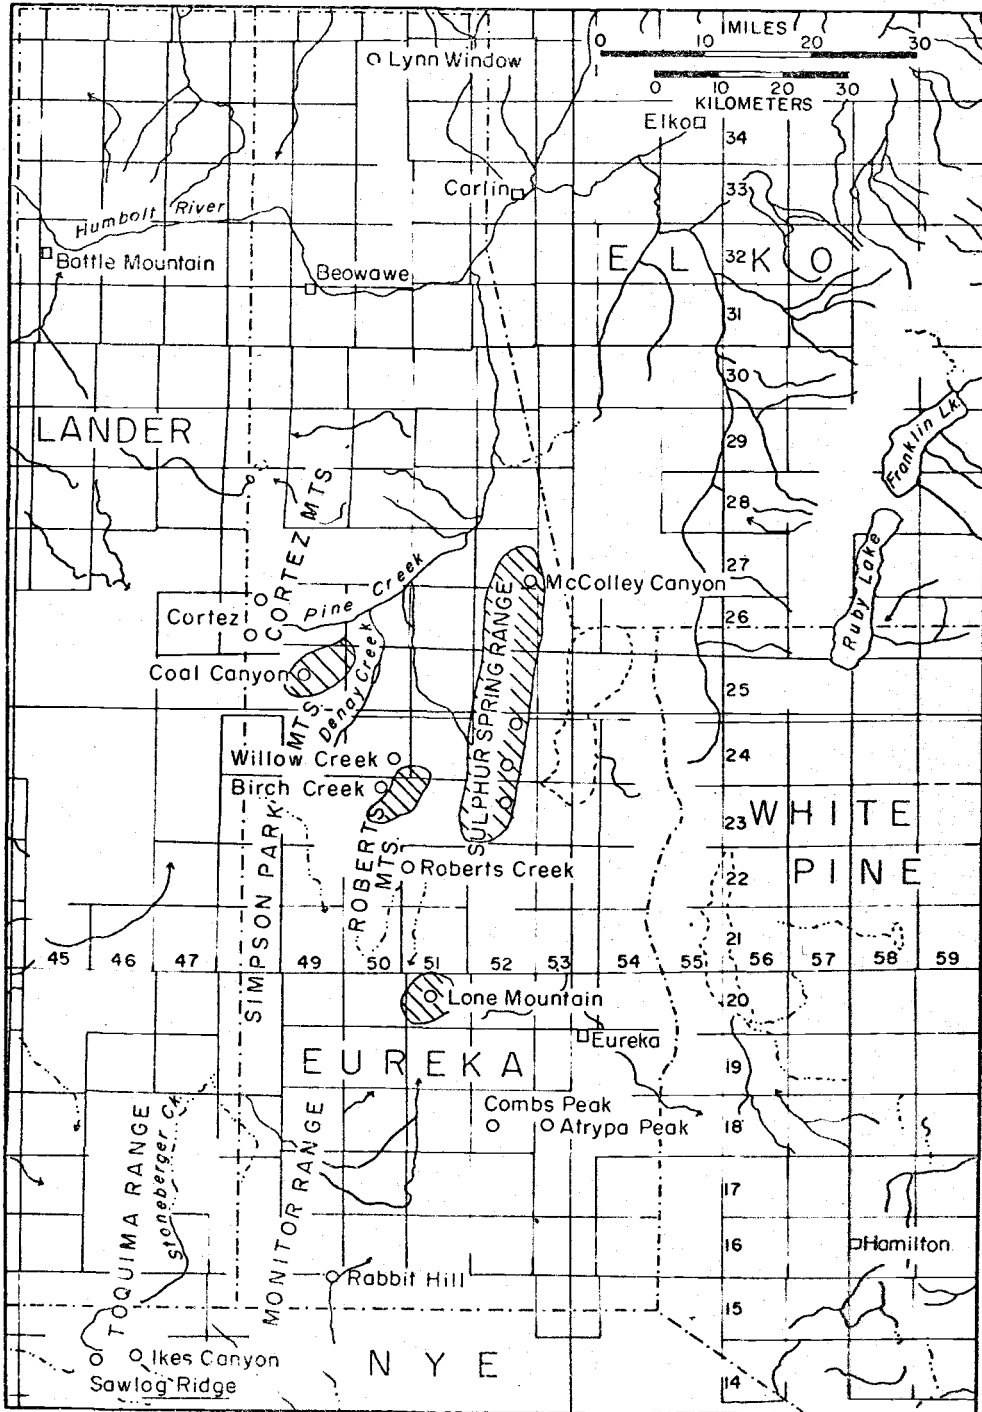 MILES
0 10 20 30
Lynn Window
0 10 20 30
KILOMETERS
Elko
34
Carlin
33
Humbolt River
Battle Mountain
32
ELKO
Beowawe
31
30
Franklin Lk.
LANDER
29
28
CORTEZ MTS
Ruby Lake
27
McColley Canyon
Pine Creek
26
Cortez
Coal Canyon
25
Denay Creek
SULPHUR SPRING RANGE
24
Willow Creek
Birch Creek
23
WHITE
PINE
SIMPSON PARK MTS.
ROBERTS MTS.
Roberts Creek
22
21
45 46 47 49 50 51 52 53 54 55 56 57 58 59
Lone Mountain
20
Eureka
EUREKA
19
Combs Peak
Atrypa Peak
18
TOQUIMA RANGE
Stoneberger Ck.
MONITOR RANGE
17
16
Hamilton
Rabbit Hill
15
Ikes Canyon
Sawlog Ridge
NYE
14